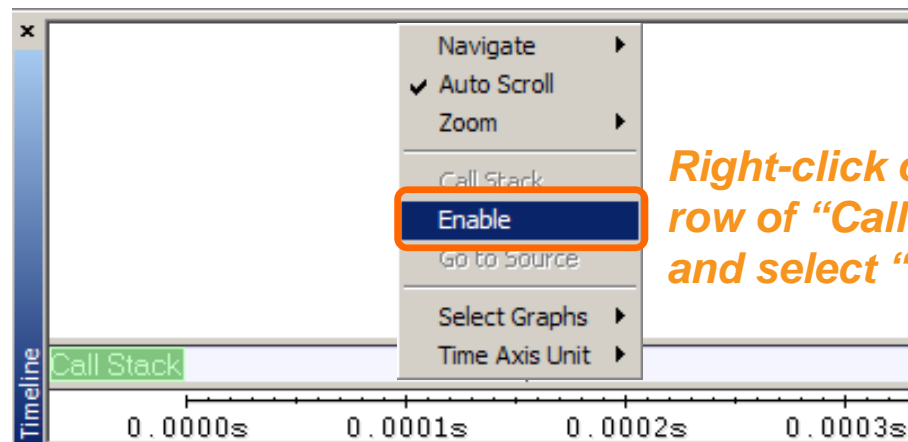 Navigate
Auto Scroll
Zoom
Call Stack
Enable
Go to Source
Select Graphs
Time Axis Unit
Right-click
row of “Call
and select “
Timeline
Call Stack
0.0000s 0.0001s 0.0002s 0.0003s